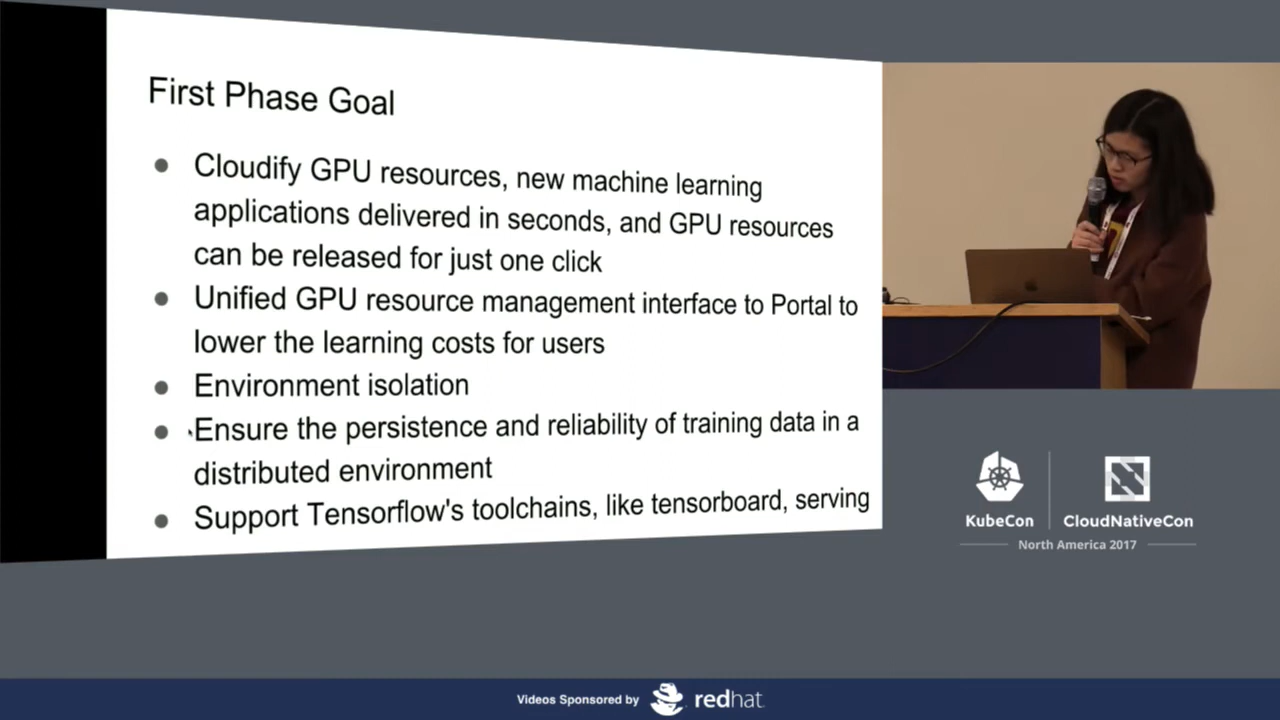 First Phase Goal
● Cloudify GPU resources, new machine learning
applications delivered in seconds, and GPU resources
can be released for just one click
● Unified GPU resource management interface to Portal to
lower the learning costs for users
● Environment isolation
● Ensure the persistence and reliability of training data in a
distributed environment
● Support Tensorflow's toolchains, like tensorboard, serving
KubeCon
CloudNativeCon
North America 2017
Videos Sponsored by
redhat.